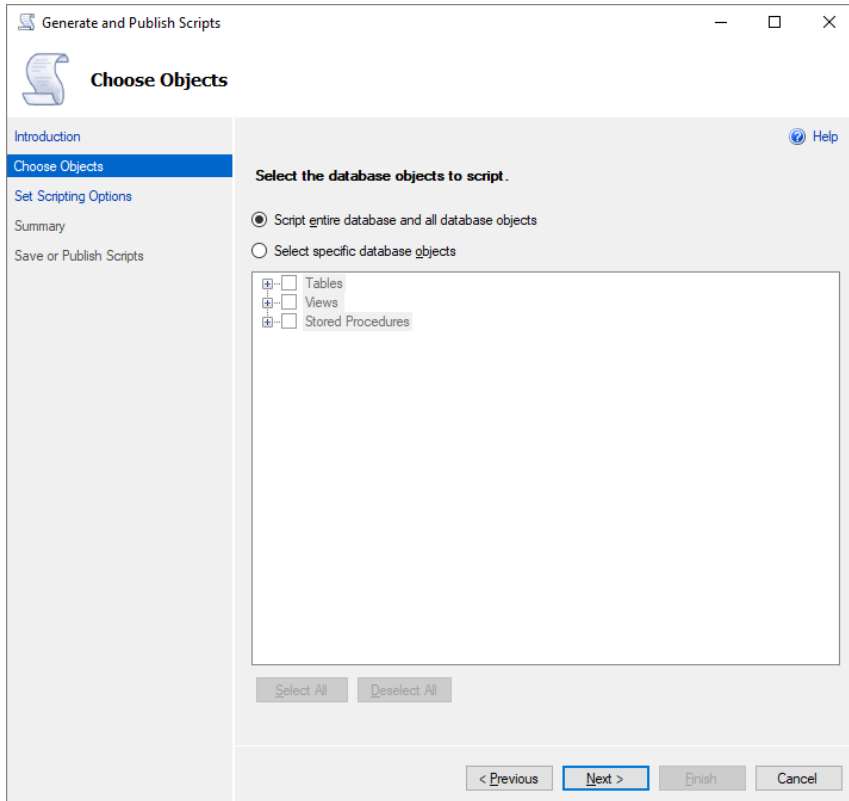 Generate and Publish Scripts
Choose Objects
Introduction
Help
Choose Objects
Set Scripting Options
Summary
Save or Publish Scripts
Select the database objects to script.
Script entire database and all database objects
Select specific database objects
Tables
Views
Stored Procedures
Select All
Deselect All
< Previous
Next >
Finish
Cancel